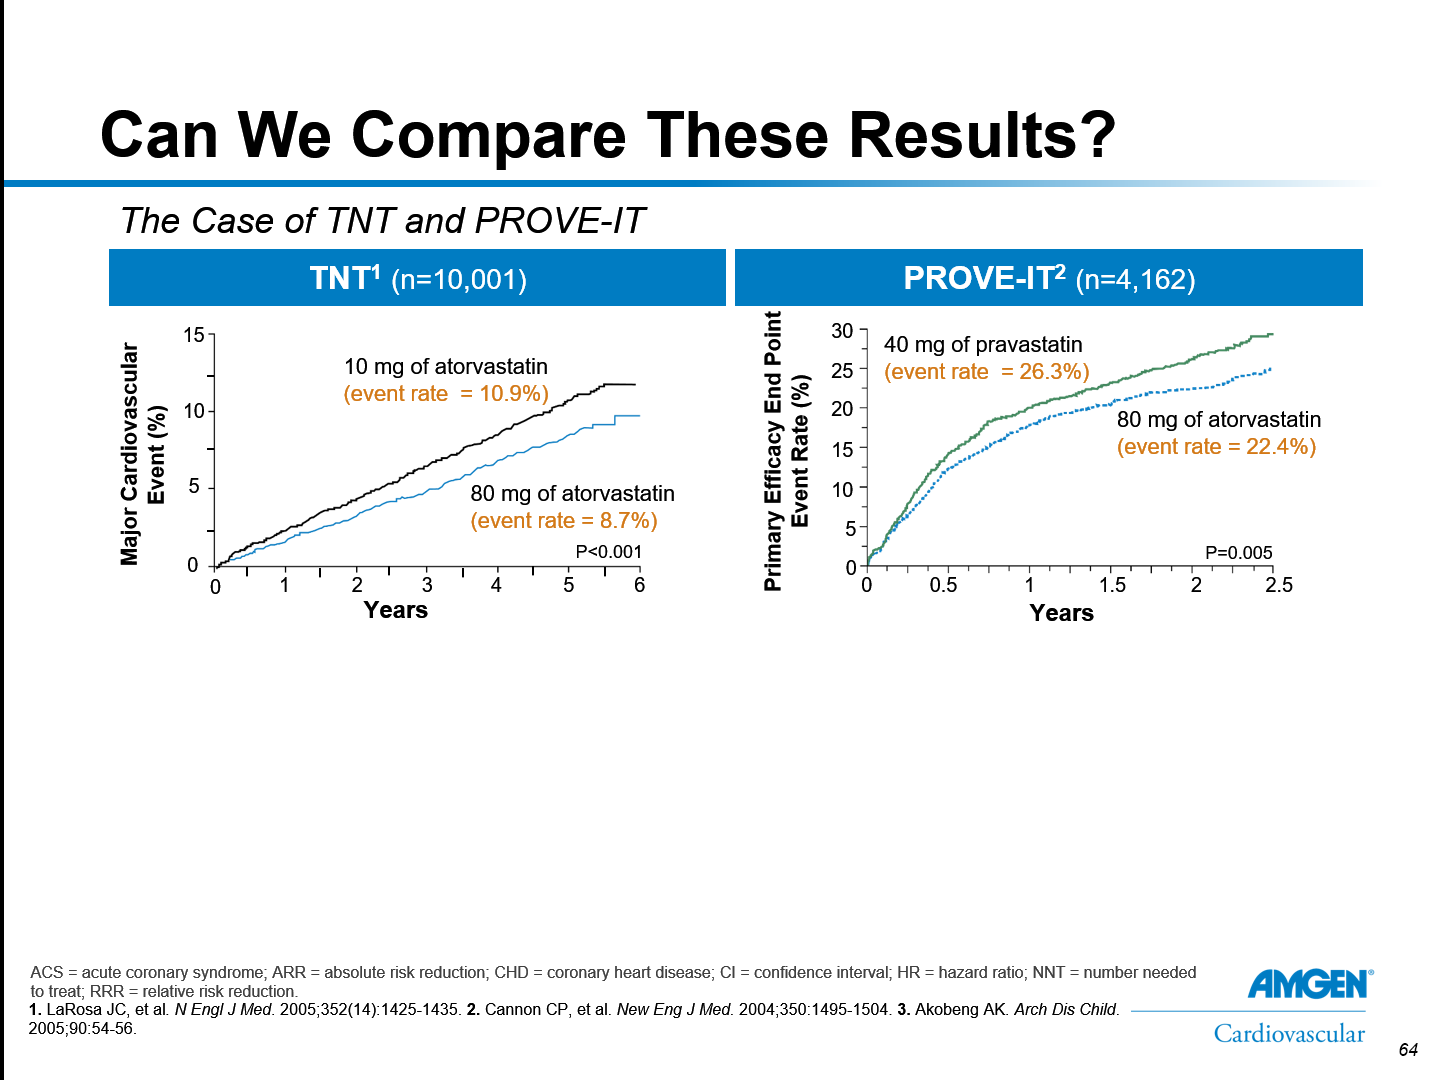 Can We Compare These Results?
The Case of TNT and PROVE-IT
TNT1 (n=10,001)
Major Cardiovascular
Event (%)
15
10
5
0
10 mg of atorvastatin
(event rate  = 10.9%)
80 mg of atorvastatin
(event rate = 8.7%)
P<0.001
0 1 2 3 4 5 6
Years
PROVE-IT2 (n=4,162)
Primary Efficacy End Point
Event Rate (%)
30
25
20
15
10
5
0
40 mg of pravastatin
(event rate  = 26.3%)
80 mg of atorvastatin
(event rate = 22.4%)
P=0.005
0 0.5 1 1.5 2 2.5
Years
ACS = acute coronary syndrome; ARR = absolute risk reduction; CHD = coronary heart disease; CI = confidence interval; HR = hazard ratio; NNT = number needed
to treat; RRR = relative risk reduction.
1. LaRosa JC, et al. N Engl J Med. 2005;352(14):1425-1435. 2. Cannon CP, et al. New Eng J Med. 2004;350:1495-1504. 3. Akobeng AK. Arch Dis Child.
2005;90:54-56.
AMGEN®
Cardiovascular
64